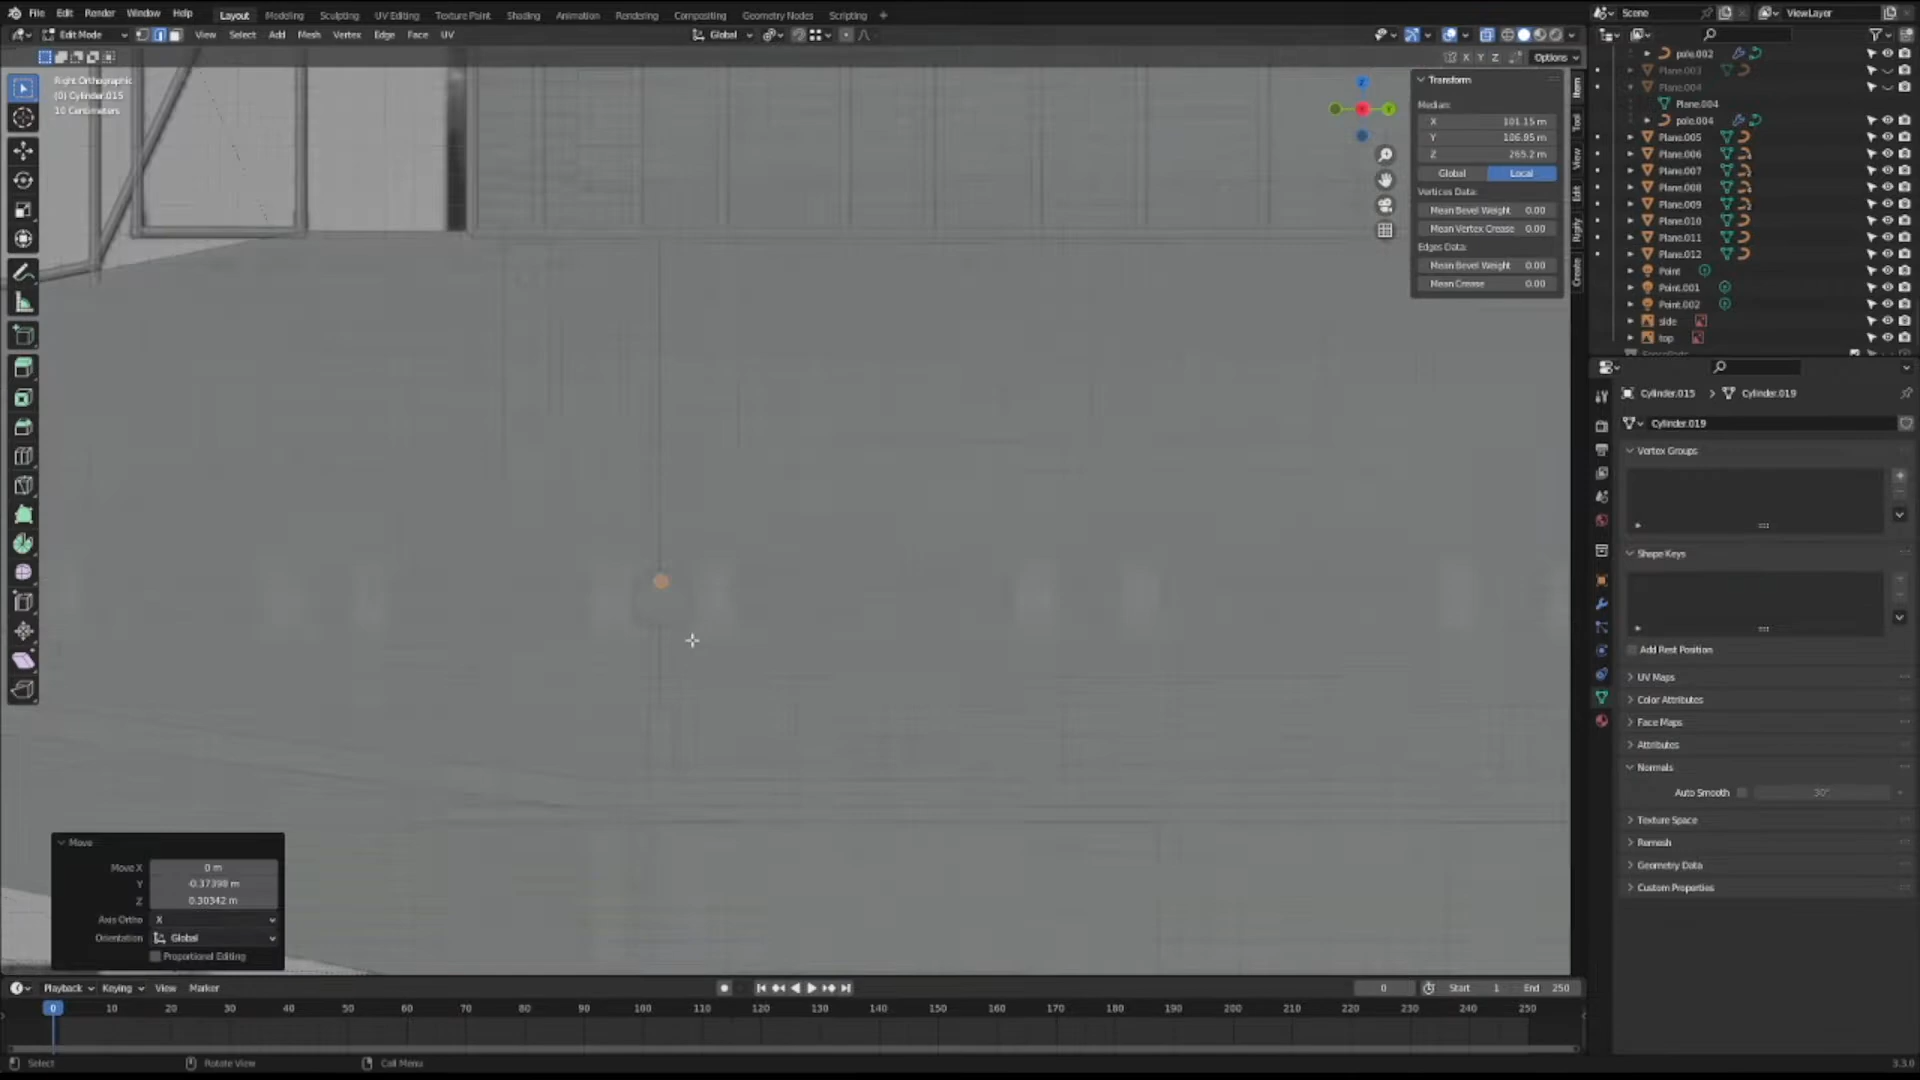 File Edit Render Window Help Layout Modeling Sculpting UV Editing Texture Paint Shading Animation Rendering Compositing Geometry Nodes Scripting + Scene ViewLayer
Edit Mode View Select Add Mesh Vertex Edge Face UV Global
X Y Z Options
Right Orthographic
(0) Cylinder.015
10 Centimeters
Transform
Median:
X 101.15 m
Y 106.95 m
Z 265.2 m
Global Local
Vertices Data:
Mean Bevel Weight 0.00
Mean Vertex Crease 0.00
Edges Data:
Mean Bevel Weight 0.00
Mean Crease 0.00
Item
Tool
View
Edit
Rigify
Create
pole.002
Plane.003
Plane.004
Plane.004
pole.004
Plane.005
Plane.006
Plane.007
Plane.008
Plane.009
Plane.010
Plane.011
Plane.012
Point
Point.001
Point.002
side
top
Cylinder.015 > Cylinder.019
Cylinder.019
Vertex Groups
Shape Keys
Add Rest Position
UV Maps
Color Attributes
Face Maps
Attributes
Normals
Auto Smooth 30°
Texture Space
Remesh
Geometry Data
Custom Properties
Move
Move X 0 m
Y -0.37398 m
Z 0.30342 m
Axis Ortho X
Orientation Global
Proportional Editing
Playback Keying View Marker 0 Start 1 End 250
0 10 20 30 40 50 60 70 80 90 100 110 120 130 140 150 160 170 180 190 200 210 220 230 240 250
Select Rotate View Call Menu 3.3.0